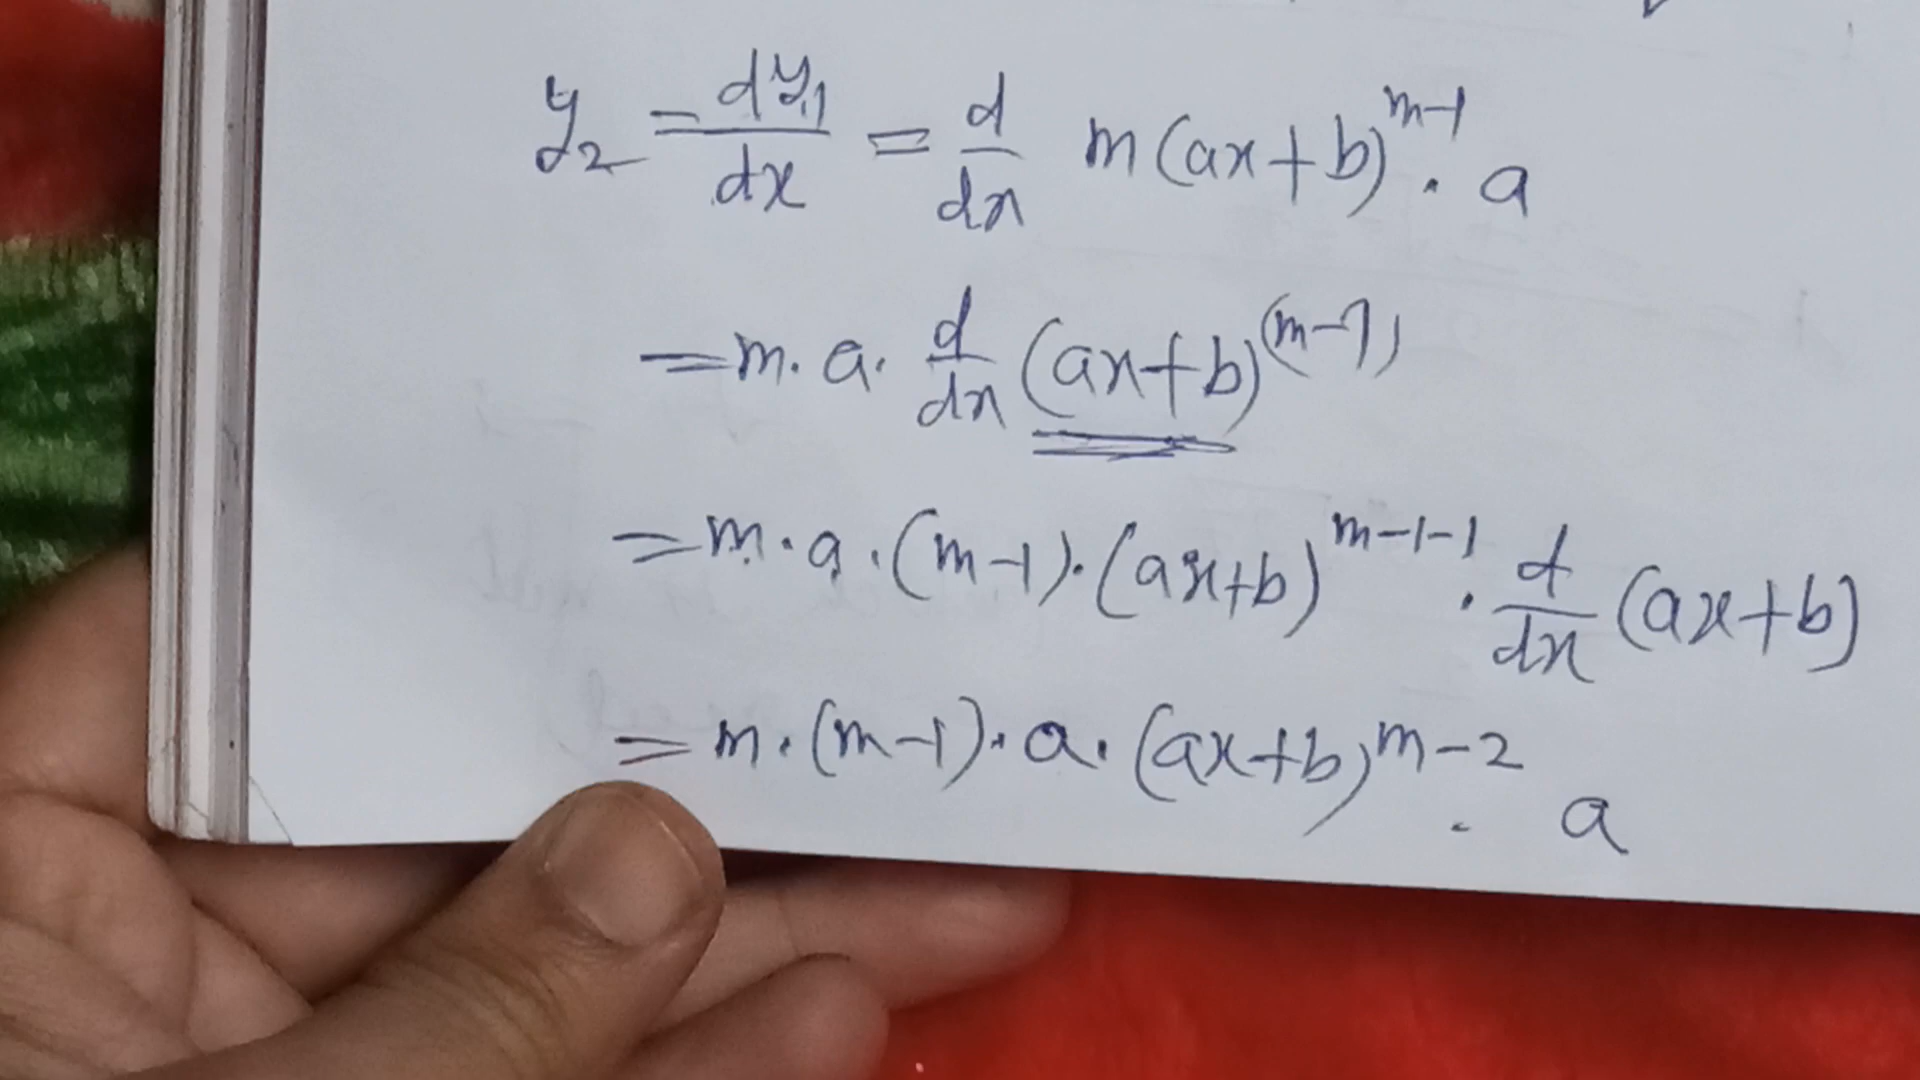 y₂ = dy₁/dx = d/dx m(ax+b)^m-1 . a
= m. a. d/dx (ax+b)^(m-1)
= m . a . (m-1). (ax+b)^m-1-1 . d/dx (ax+b)
= m. (m-1). a. (ax+b)^m-2 . a